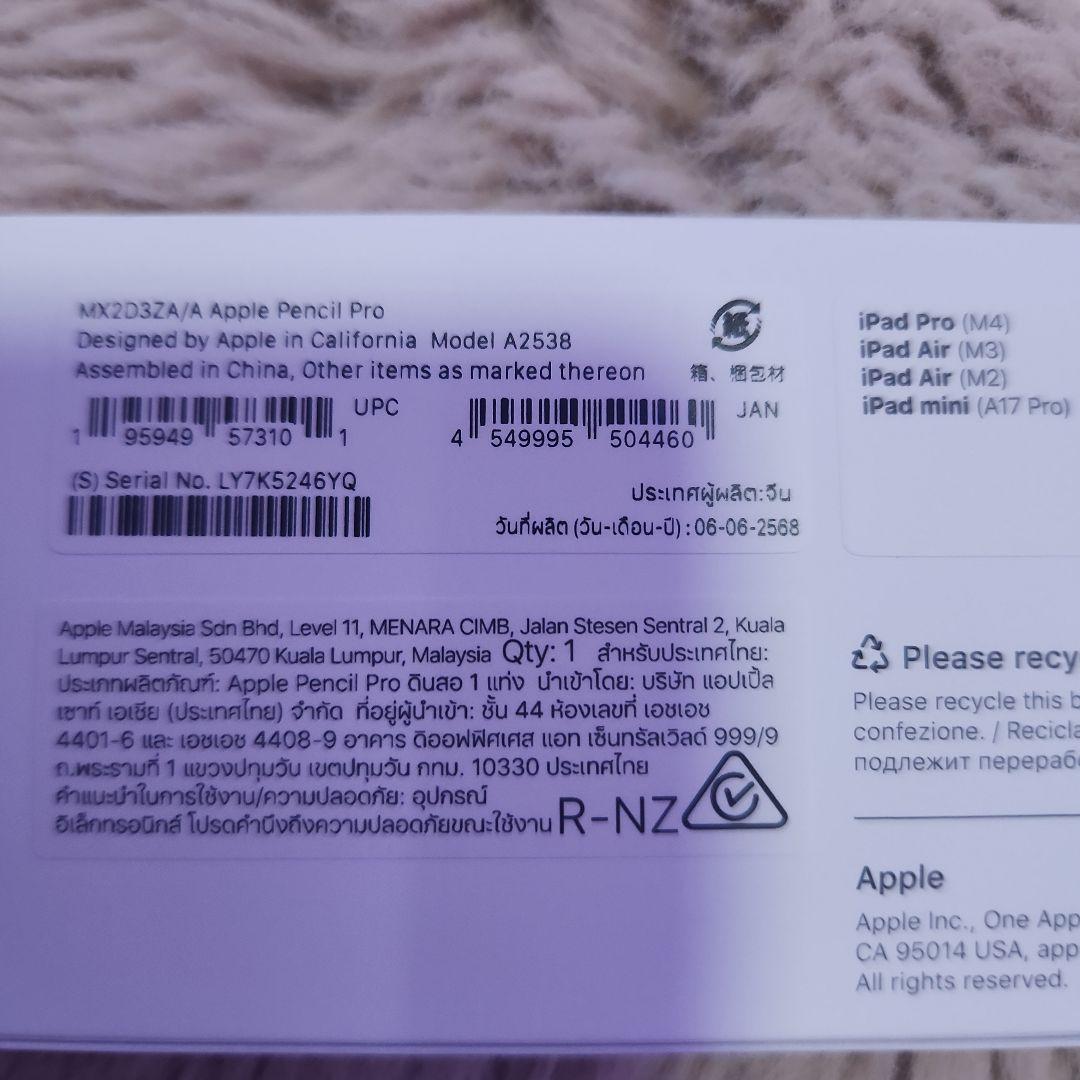 MX2D3ZA/A Apple Pencil Pro
Designed by Apple in California Model A2538
Assembled in China, Other items as marked thereon
紙
箱、梱包材
UPC
1 95949 57310 1
JAN
4 549995 504460
(S) Serial No. LY7K5246YQ
ประเทศผู้ผลิต:จีน
วันที่ผลิต (วัน-เดือน-ปี) : 06-06-2568
iPad Pro (M4)
iPad Air (M3)
iPad Air (M2)
iPad mini (A17 Pro)
Apple Malaysia Sdn Bhd, Level 11, MENARA CIMB, Jalan Stesen Sentral 2, Kuala
Lumpur Sentral, 50470 Kuala Lumpur, Malaysia Qty: 1 สำหรับประเทศไทย:
ประเภทผลิตภัณฑ์: Apple Pencil Pro ดินสอ 1 แท่ง นำเข้าโดย: บริษัท แอปเปิ้ล
เซาท์ เอเชีย (ประเทศไทย) จำกัด ที่อยู่ผู้นำเข้า: ชั้น 44 ห้องเลขที่ เอชเอช
4401-6 และ เอชเอช 4408-9 อาคาร ดิออฟฟิศเศส แอท เซ็นทรัลเวิลด์ 999/9
ถ.พระรามที่ 1 แขวงปทุมวัน เขตปทุมวัน กทม. 10330 ประเทศไทย
คำแนะนำในการใช้งาน/ความปลอดภัย: อุปกรณ์
อิเล็กทรอนิกส์ โปรดคำนึงถึงความปลอดภัยขณะใช้งาน R-NZ
Please recy
Please recycle this b
confezione. / Ricicla
подлежит перерабо
Apple
Apple Inc., One App
CA 95014 USA, app
All rights reserved.